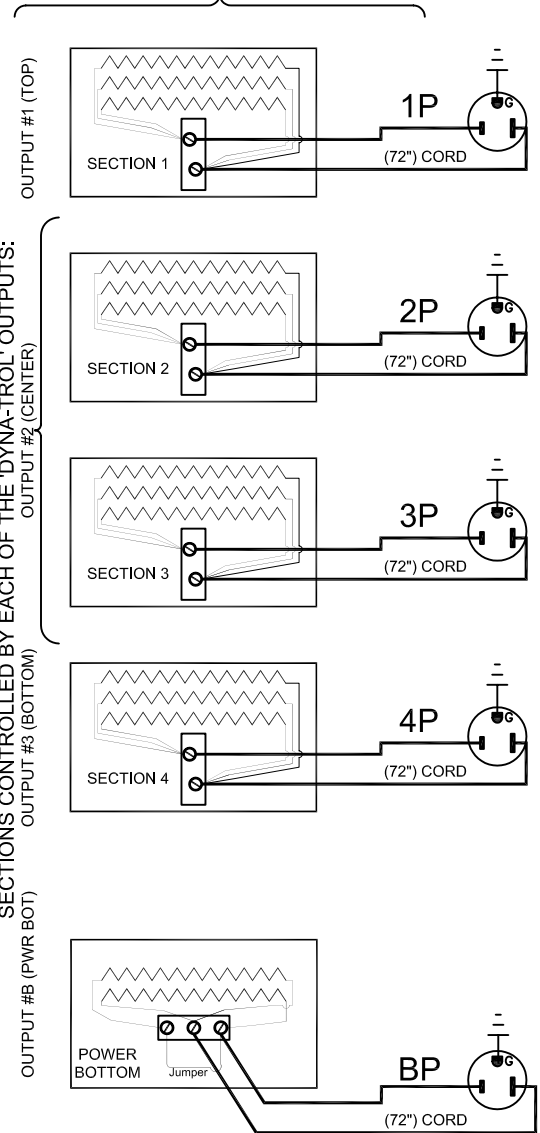 SECTIONS CONTROLLED BY EACH OF THE 'DYNA-TROL' OUTPUTS:
OUTPUT #1 (TOP)
SECTION 1
1P
(72") CORD
G
OUTPUT #2 (CENTER)
SECTION 2
2P
(72") CORD
G
SECTION 3
3P
(72") CORD
G
OUTPUT #3 (BOTTOM)
SECTION 4
4P
(72") CORD
G
OUTPUT #B (PWR BOT)
POWER
BOTTOM
Jumper
BP
(72") CORD
G